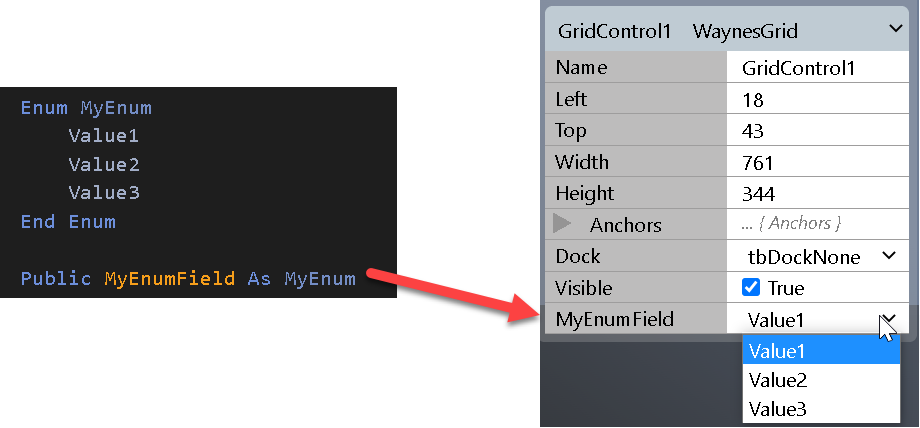 Enum MyEnum
Value1
Value2
Value3
End Enum
Public MyEnumField As MyEnum
GridControl1 WaynesGrid
Name GridControl1
Left 18
Top 43
Width 761
Height 344
Anchors ... { Anchors }
Dock tbDockNone
Visible True
MyEnumField Value1
Value1
Value2
Value3